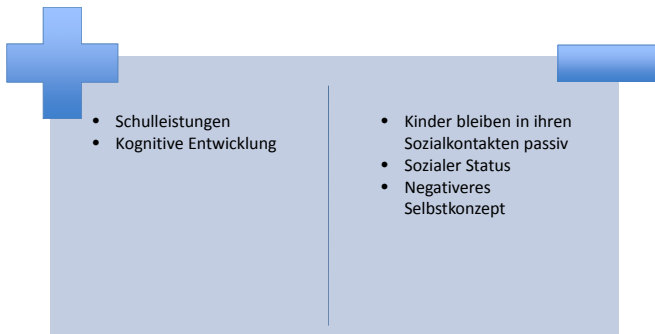 • Schulleistungen
• Kognitive Entwicklung
• Kinder bleiben in ihren
Sozialkontakten passiv
• Sozialer Status
• Negativeres
Selbstkonzept